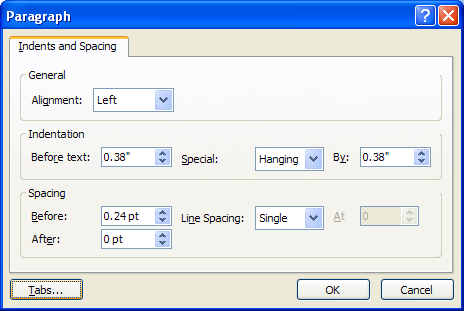 Paragraph
Indents and Spacing
General
Alignment: Left
Indentation
Before text: 0.38" Special: Hanging By: 0.38"
Spacing
Before: 0.24 pt Line Spacing: Single At 0
After: 0 pt
Tabs... OK Cancel